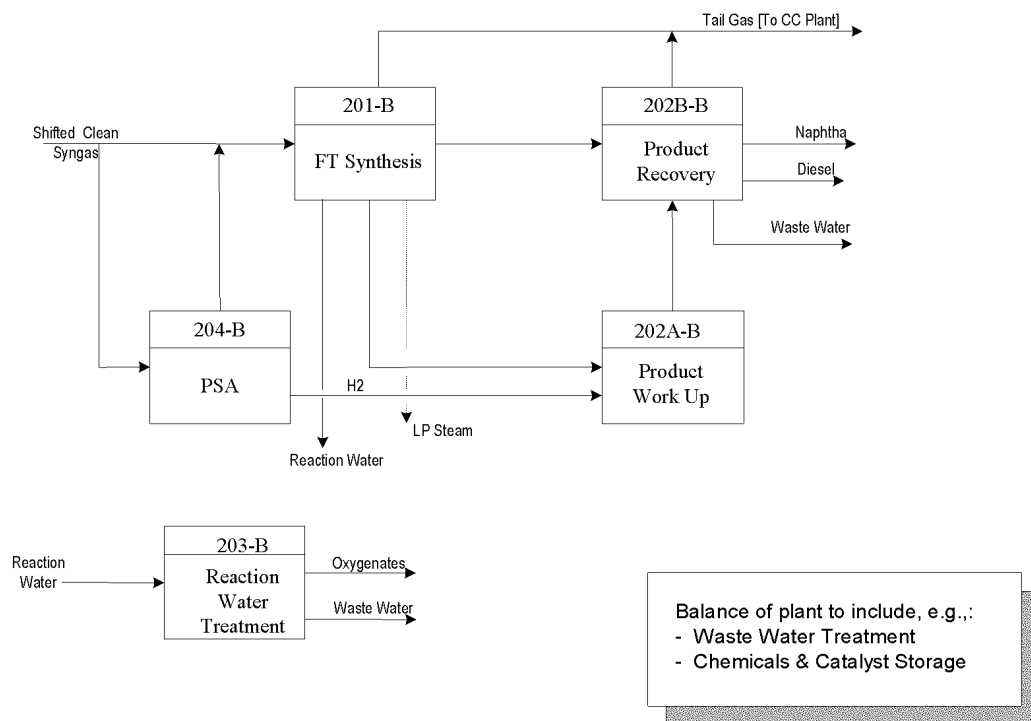 Tail Gas [To CC Plant]
201-B
FT Synthesis
202B-B
Product
Recovery
Shifted Clean
Syngas
Naphtha
Diesel
Waste Water
204-B
PSA
H2
202A-B
Product
Work Up
LP Steam
Reaction Water
203-B
Reaction
Water
Treatment
Reaction
Water
Oxygenates
Waste Water
Balance of plant to include, e.g.,:
- Waste Water Treatment
- Chemicals & Catalyst Storage